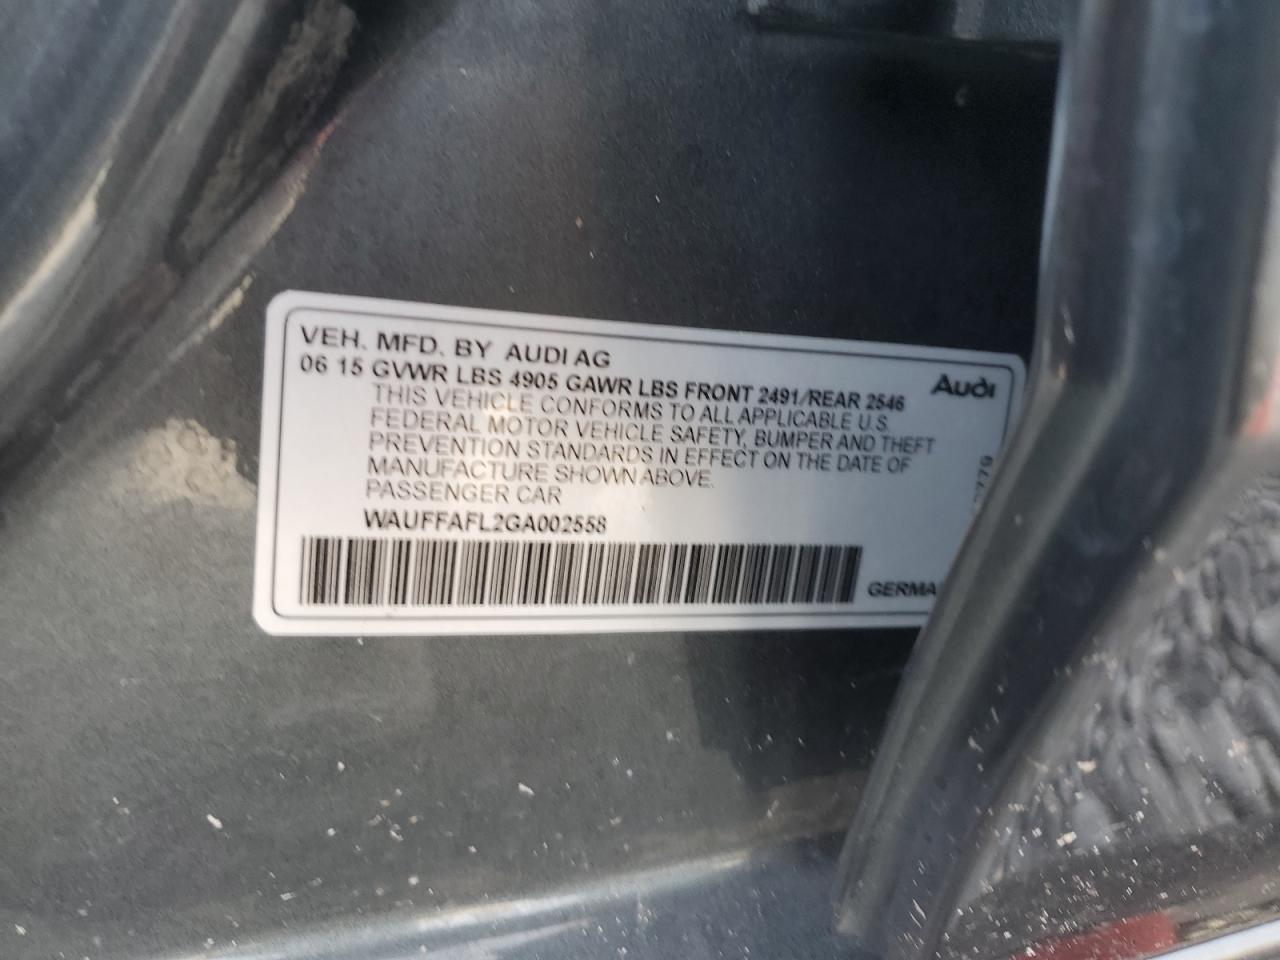 VEH. MFD. BY AUDI AG
06 15 GVWR LBS 4905 GAWR LBS FRONT 2491/REAR 2546
Audi
THIS VEHICLE CONFORMS TO ALL APPLICABLE U.S.
FEDERAL MOTOR VEHICLE SAFETY, BUMPER AND THEFT
PREVENTION STANDARDS IN EFFECT ON THE DATE OF
MANUFACTURE SHOWN ABOVE.
PASSENGER CAR
WAUFFAFL2GA002558
GERMA